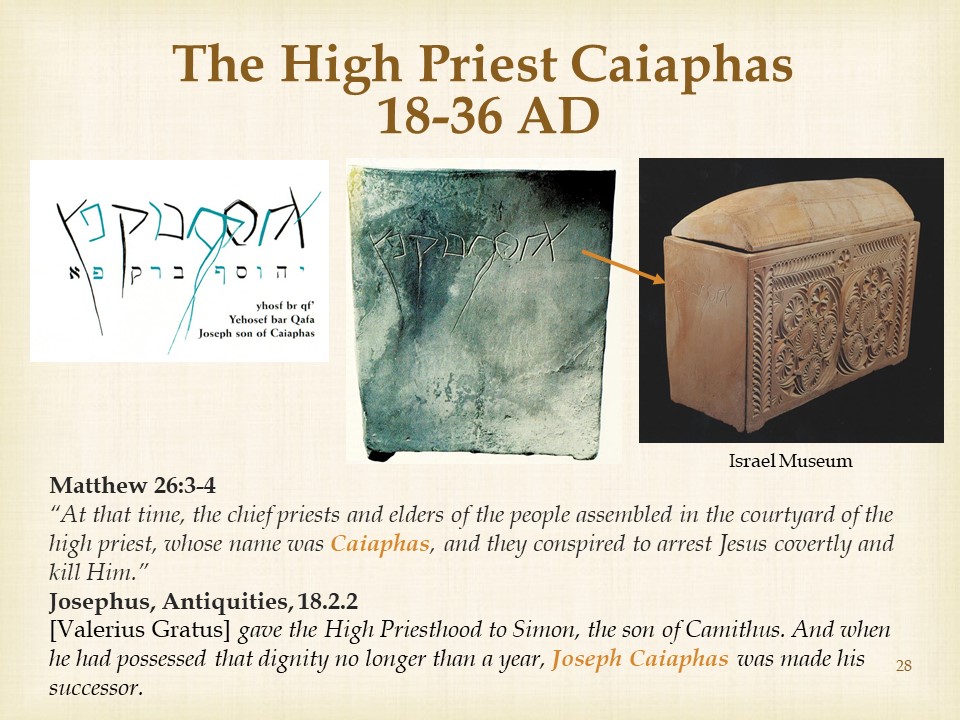 The High Priest Caiaphas
18-36 AD
יהוסף בר קפא
yhosf br qf’
Yehosef bar Qafa
Joseph son of Caiaphas
Israel Museum
Matthew 26:3-4
“At that time, the chief priests and elders of the people assembled in the courtyard of the
high priest, whose name was Caiaphas, and they conspired to arrest Jesus covertly and
kill Him.”
Josephus, Antiquities, 18.2.2
[Valerius Gratus] gave the High Priesthood to Simon, the son of Camithus. And when
he had possessed that dignity no longer than a year, Joseph Caiaphas was made his
successor.
28